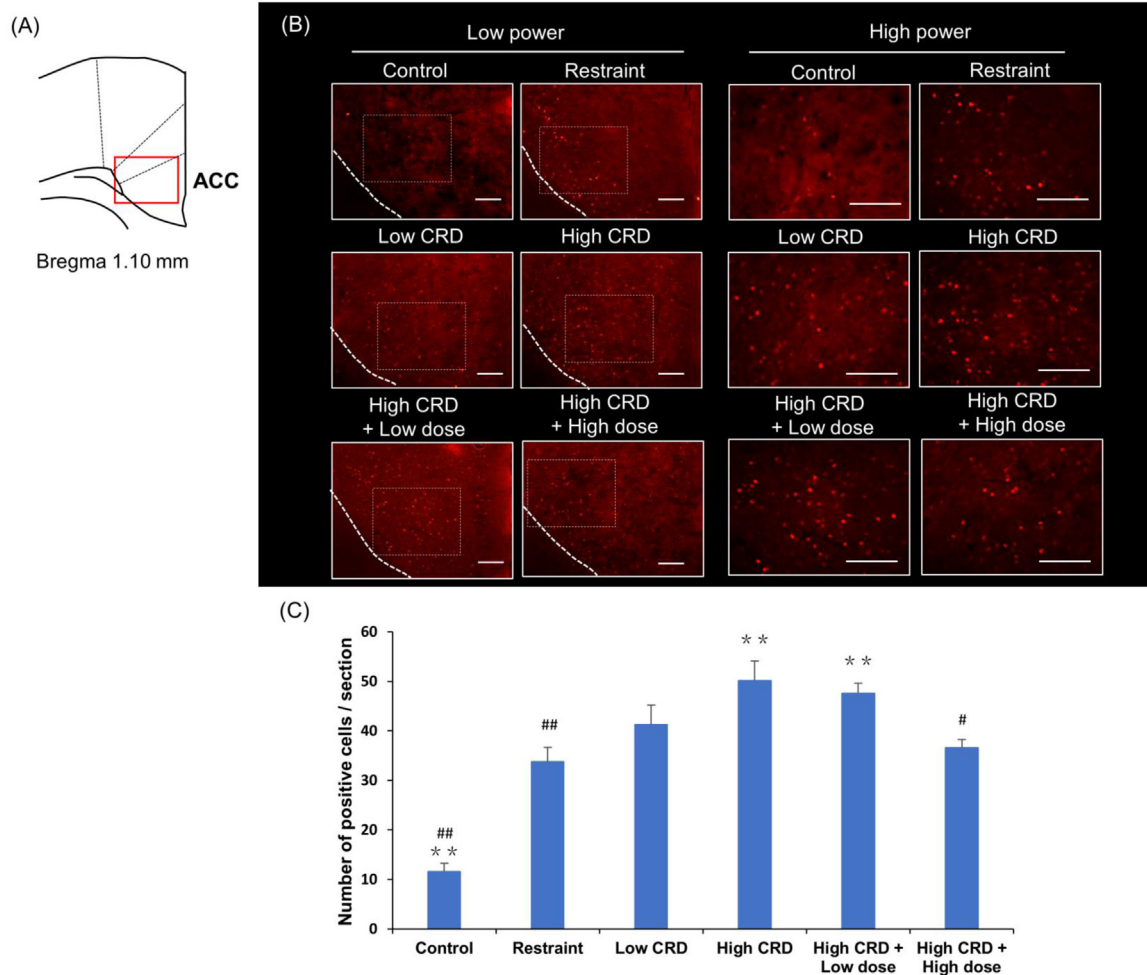 (A)
ACC
Bregma 1.10 mm
(B)
Low power
High power
Control
Restraint
Control
Restraint
Low CRD
High CRD
Low CRD
High CRD
High CRD
+ Low dose
High CRD
+ High dose
High CRD
+ Low dose
High CRD
+ High dose
(C)
Number of positive cells / section
60
50
40
30
20
10
0
##
**
##
**
**
#
Control
Restraint
Low CRD
High CRD
High CRD +
Low dose
High CRD +
High dose